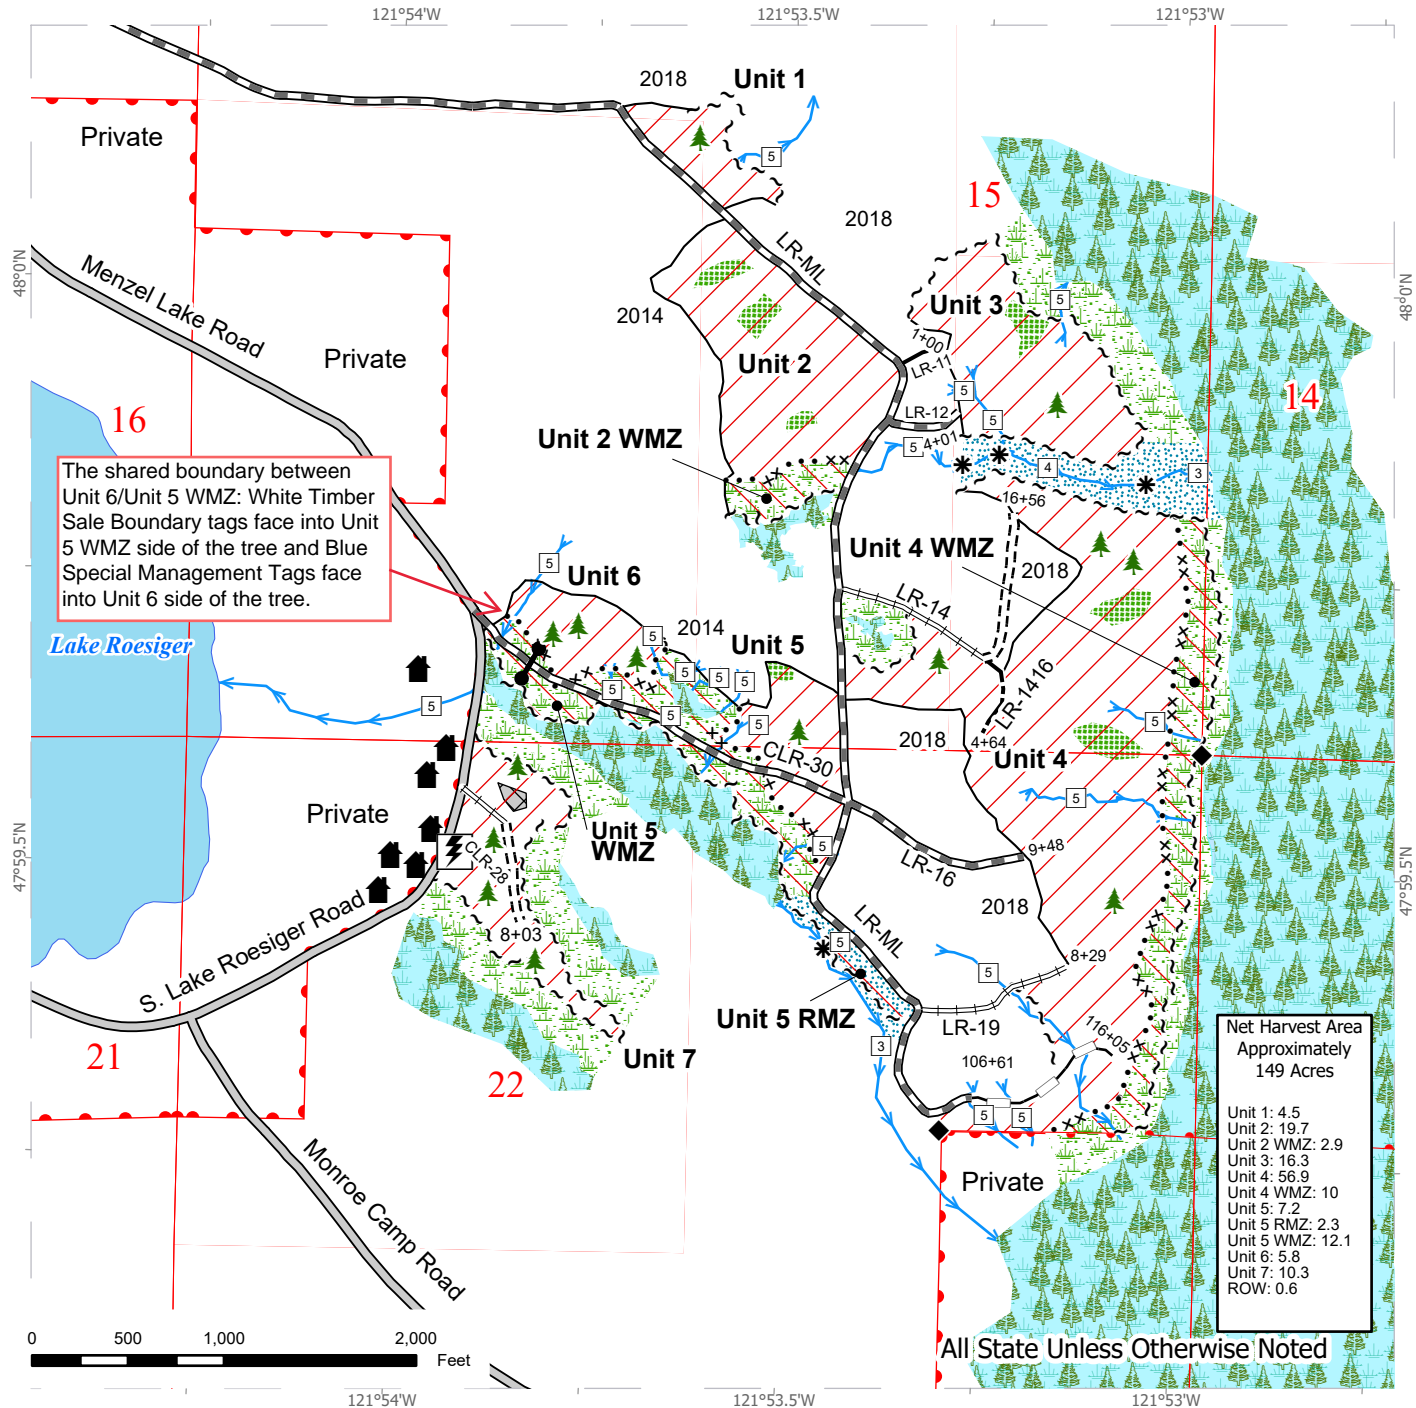 121°54'W
121°53.5'W
121°53'W
2018
Unit 1
Private
5
15
2018
LR-ML
48°0'N
48°0'N
Menzel Lake Road
Private
2014
Unit 2
Unit 3
5
1+00
LR-11
14
16
5
LR-12
5
4+01
5
Unit 2 WMZ
4
3
The shared boundary between
Unit 6/Unit 5 WMZ: White Timber
Sale Boundary tags face into Unit
5 WMZ side of the tree and Blue
Special Management Tags face
into Unit 6 side of the tree.
16+56
Unit 4 WMZ
2018
5
Unit 6
LR-14
Lake Roesiger
5
2014
Unit 5
5
5
5
5
5
5
5
LR-1416
5
2018
4+64
Unit 4
CLR-30
5
Private
Unit 5
WMZ
CLR-28
5
9+48
LR-16
47°59.5'N
47°59.5'N
S. Lake Roesiger Road
8+03
LR-ML
2018
5
8+29
5
Unit 5 RMZ
LR-19
116+05
3
21
22
Unit 7
106+61
5
5
Monroe Camp Road
Private
Net Harvest Area
Approximately
149 Acres
Unit 1: 4.5
Unit 2: 19.7
Unit 2 WMZ: 2.9
Unit 3: 16.3
Unit 4: 56.9
Unit 4 WMZ: 10
Unit 5: 7.2
Unit 5 RMZ: 2.3
Unit 5 WMZ: 12.1
Unit 6: 5.8
Unit 7: 10.3
ROW: 0.6
0
500
1,000
2,000
Feet
All State Unless Otherwise Noted
121°54'W
121°53.5'W
121°53'W